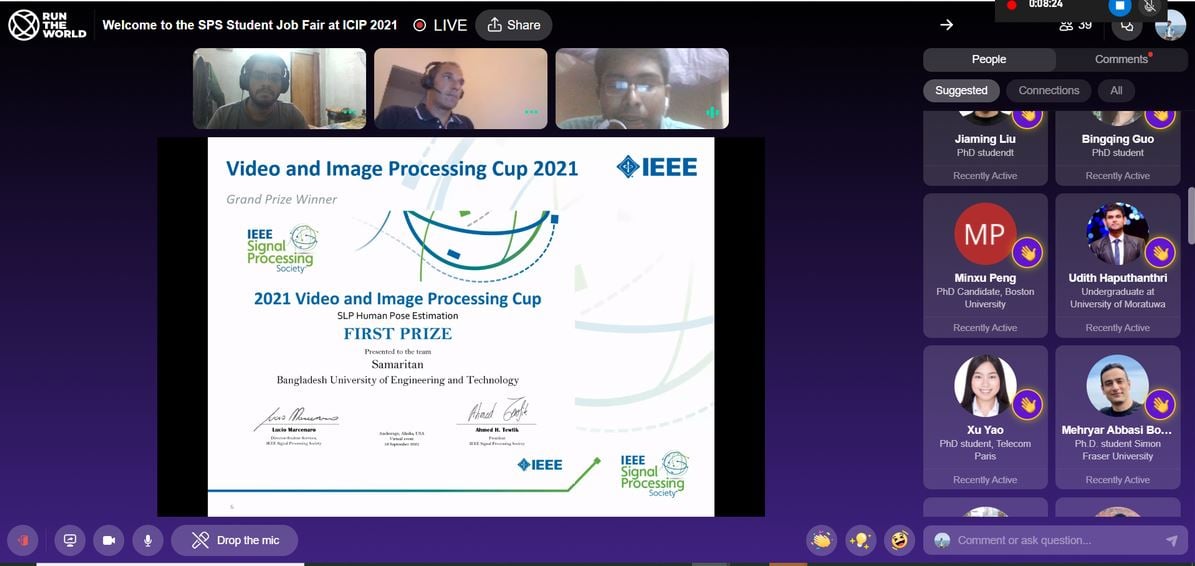 RUN
THE
WORLD
Welcome to the SPS Student Job Fair at ICIP 2021
LIVE
Share
0:08:24
39
People
Comments
Suggested
Connections
All
Jiaming Liu
PhD studendt
Recently Active
Bingqing Guo
PhD student
Recently Active
MP
Minxu Peng
PhD Candidate, Boston
University
Recently Active
Udith Haputhanthri
Undergraduate at
University of Moratuwa
Recently Active
Xu Yao
PhD student, Telecom
Paris
Recently Active
Mehryar Abbasi Bo...
Ph.D. student Simon
Fraser University
Recently Active
Video and Image Processing Cup 2021
IEEE
Grand Prize Winner
IEEE
Signal
Processing
Society
2021 Video and Image Processing Cup
SLP Human Pose Estimation
FIRST PRIZE
Presented to the team
Samaritan
Bangladesh University of Engineering and Technology
Lucio Marcenaro
Director-Student Services,
IEEE Signal Processing Society
Anchorage, Alaska, USA
Virtual event
Ahmed H. Tewfik
President
IEEE Signal Processing Society
IEEE
IEEE
Signal
Processing
Society
Drop the mic
Comment or ask question...